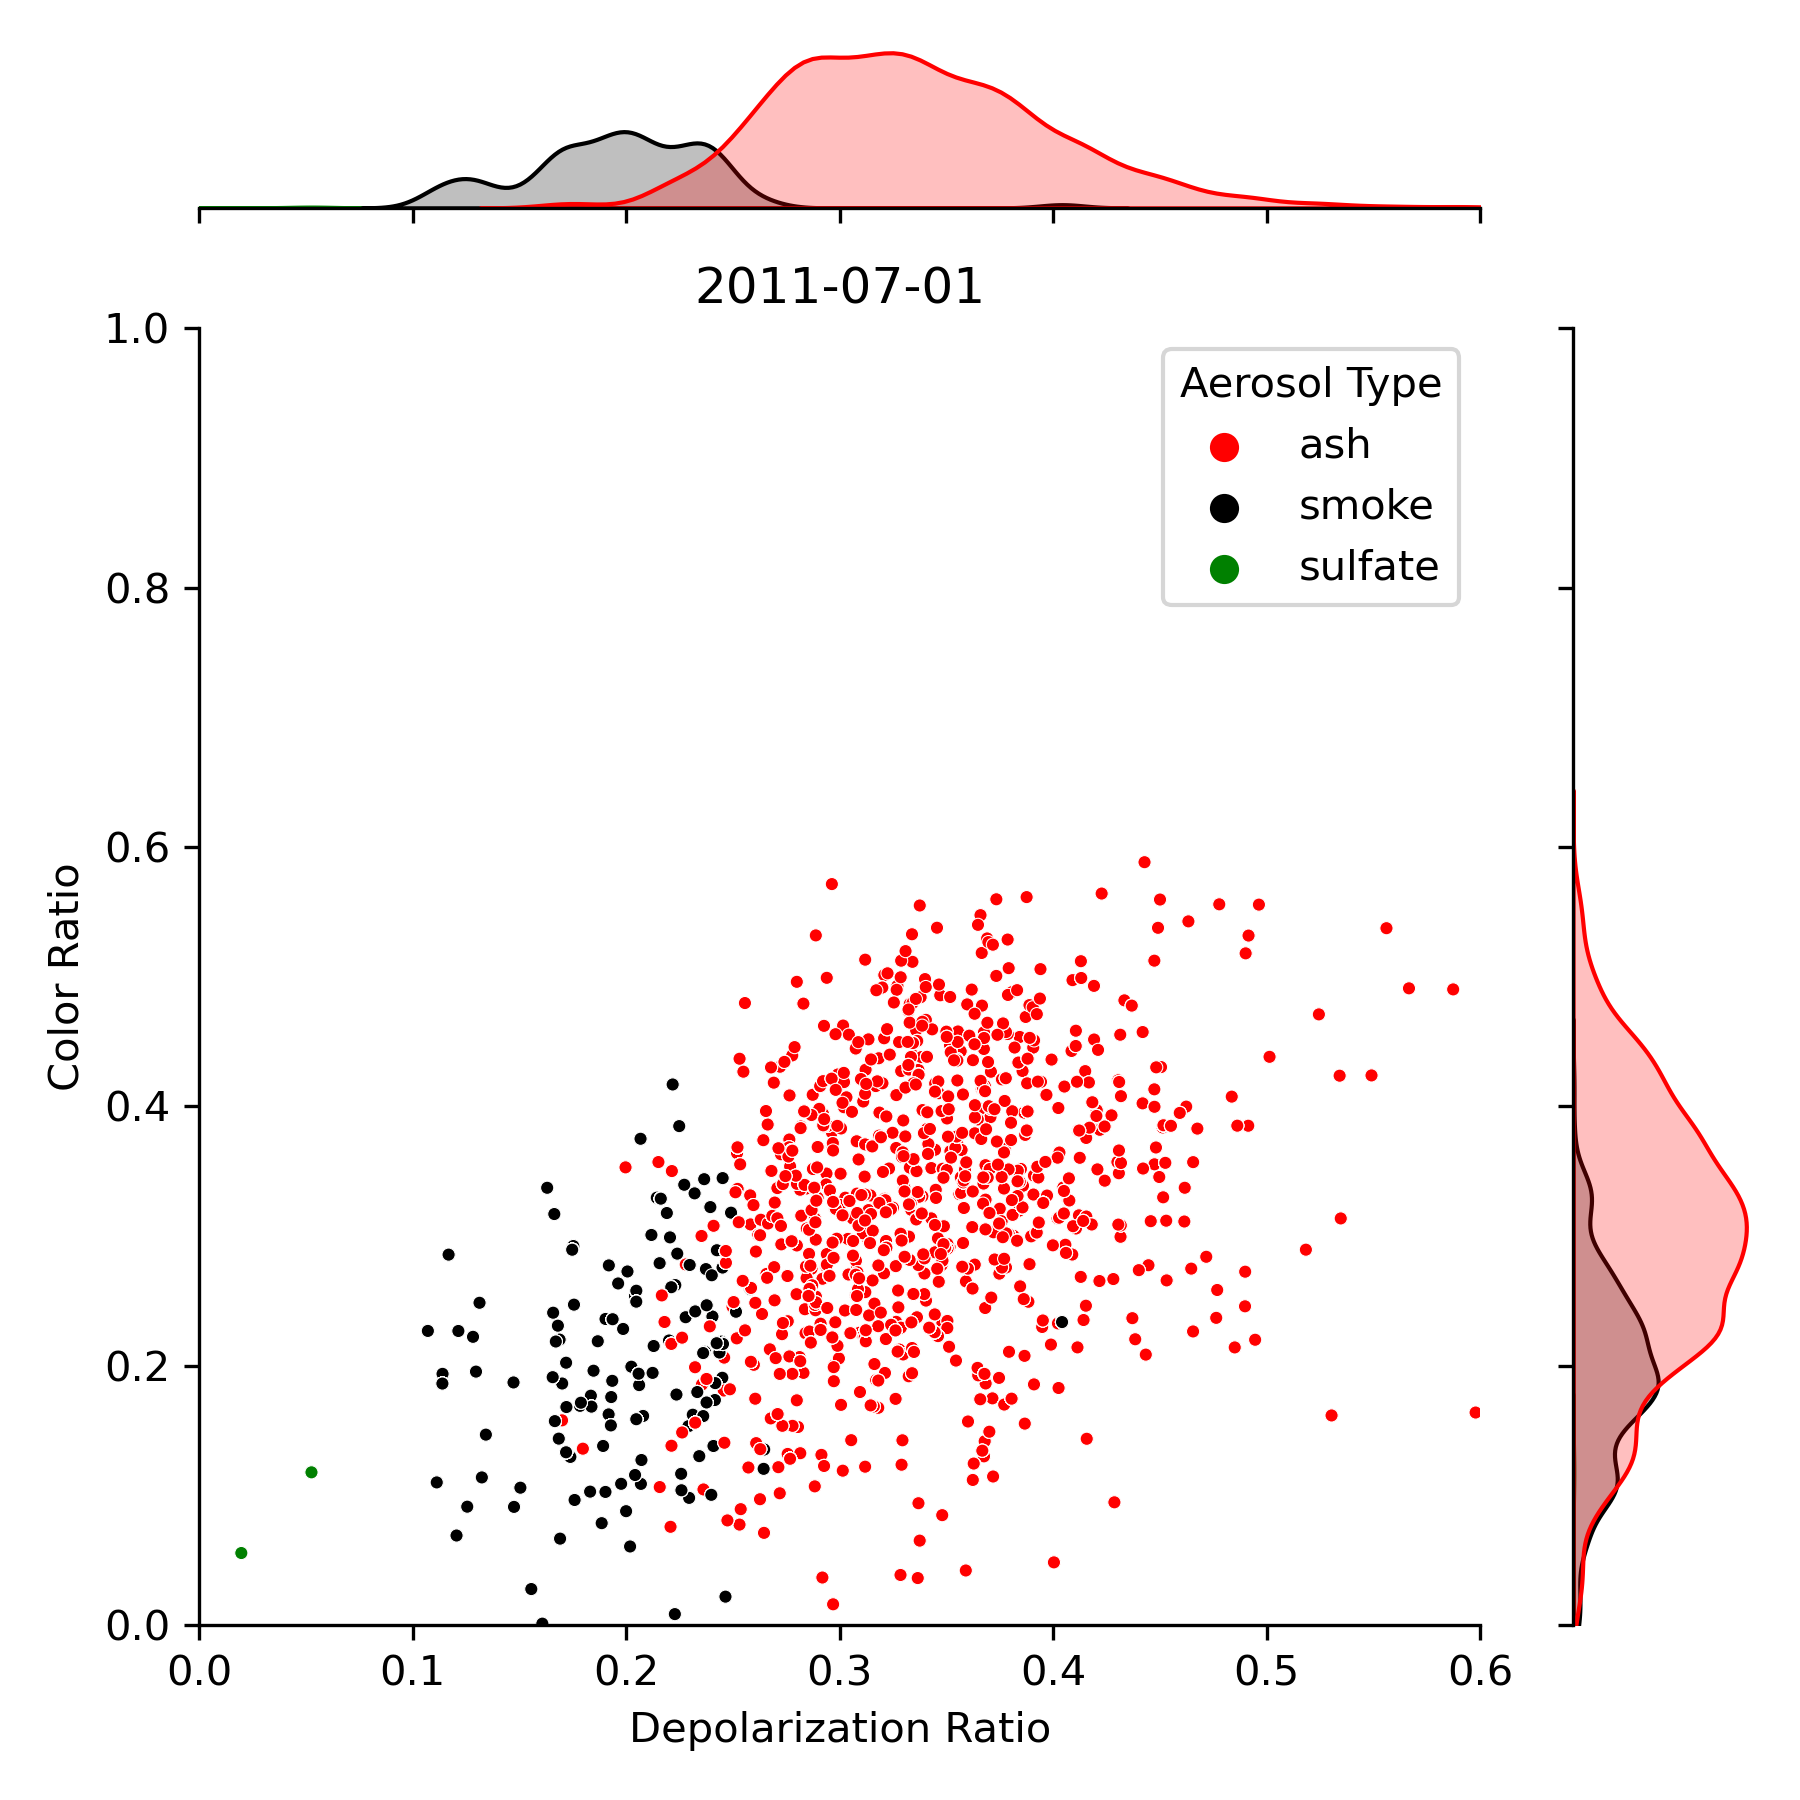 2011-07-01
1.0
Aerosol Type
ash
smoke
sulfate
0.8
0.6
Color Ratio
0.4
0.2
0.0
0.0 0.1 0.2 0.3 0.4 0.5 0.6
Depolarization Ratio